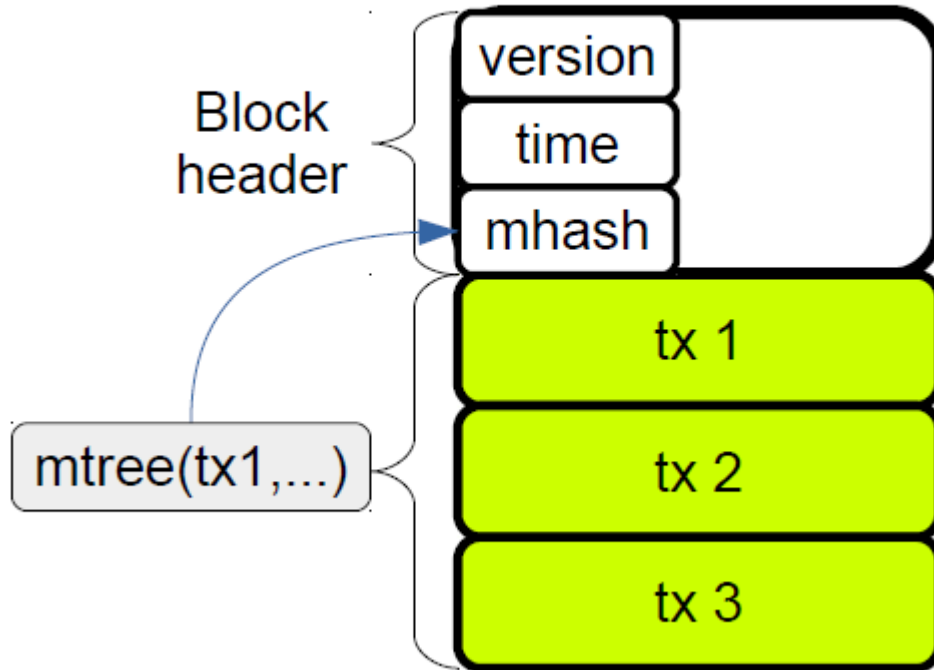 version
Block
header
time
mhash
tx 1
mtree(tx1,...)
tx 2
tx 3